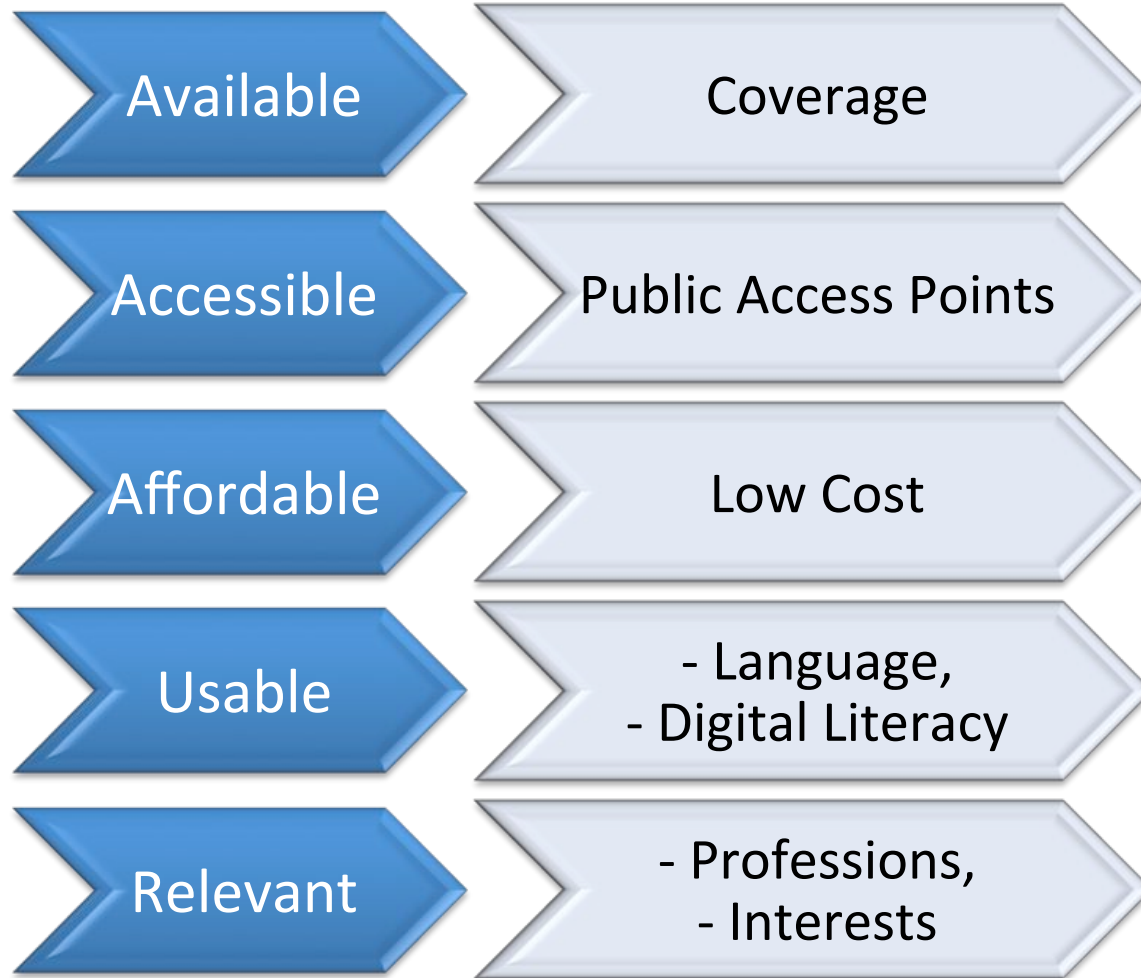 Available
Coverage
Accessible
Public Access Points
Affordable
Low Cost
Usable
- Language,
- Digital Literacy
Relevant
- Professions,
- Interests